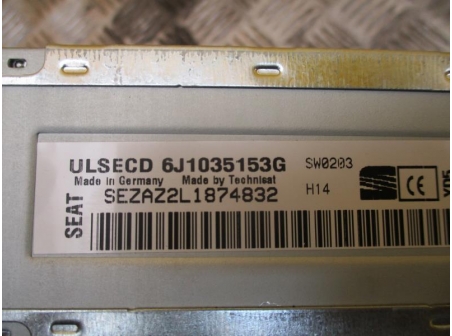 ULSECD 6J1035153G SW0203
Made in Germany Made by Technisat
SEZAZ2L1874832 H14
SEAT
CE